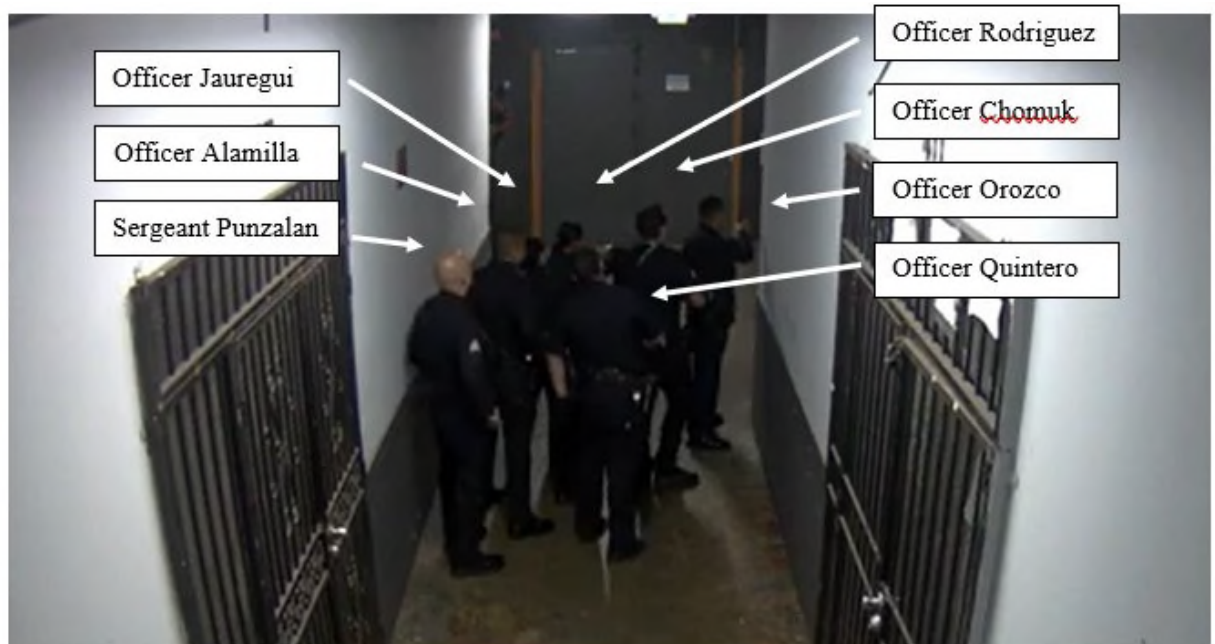 Officer Jauregui
Officer Alamilla
Sergeant Punzalan
Officer Rodriguez
Officer Chomuk
Officer Orozco
Officer Quintero